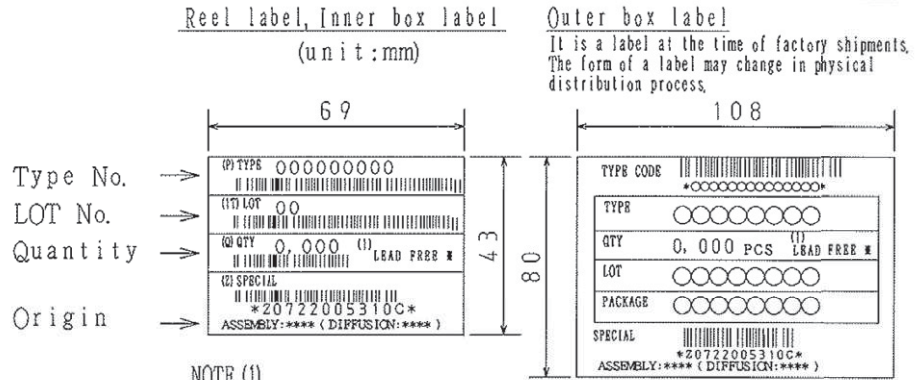 Reel label, Inner box label
(unit:mm)
Outer box label
It is a label at the time of factory shipments.
The form of a label may change in physical
distribution process.
69
108
43
80
Type No.
LOT No.
Quantity
Origin
(P) TYPE 000000000
(1T) LOT 00
(Q) QTY 0,000 (1) LEAD FREE *
(Z) SPECIAL
*Z0722005310C*
ASSEMBLY:**** ( DIFFUSION:**** )
TYPE CODE
*OOOOOOOOOOOOOO*
TYPE OOOOOOOO
QTY 0,000 PCS (1) LEAD FREE *
LOT OOOOOOOO
PACKAGE OOOOOOOO
SPECIAL
*Z0722005310C*
ASSEMBLY:**** ( DIFFUSION:**** )
NOTE (1)